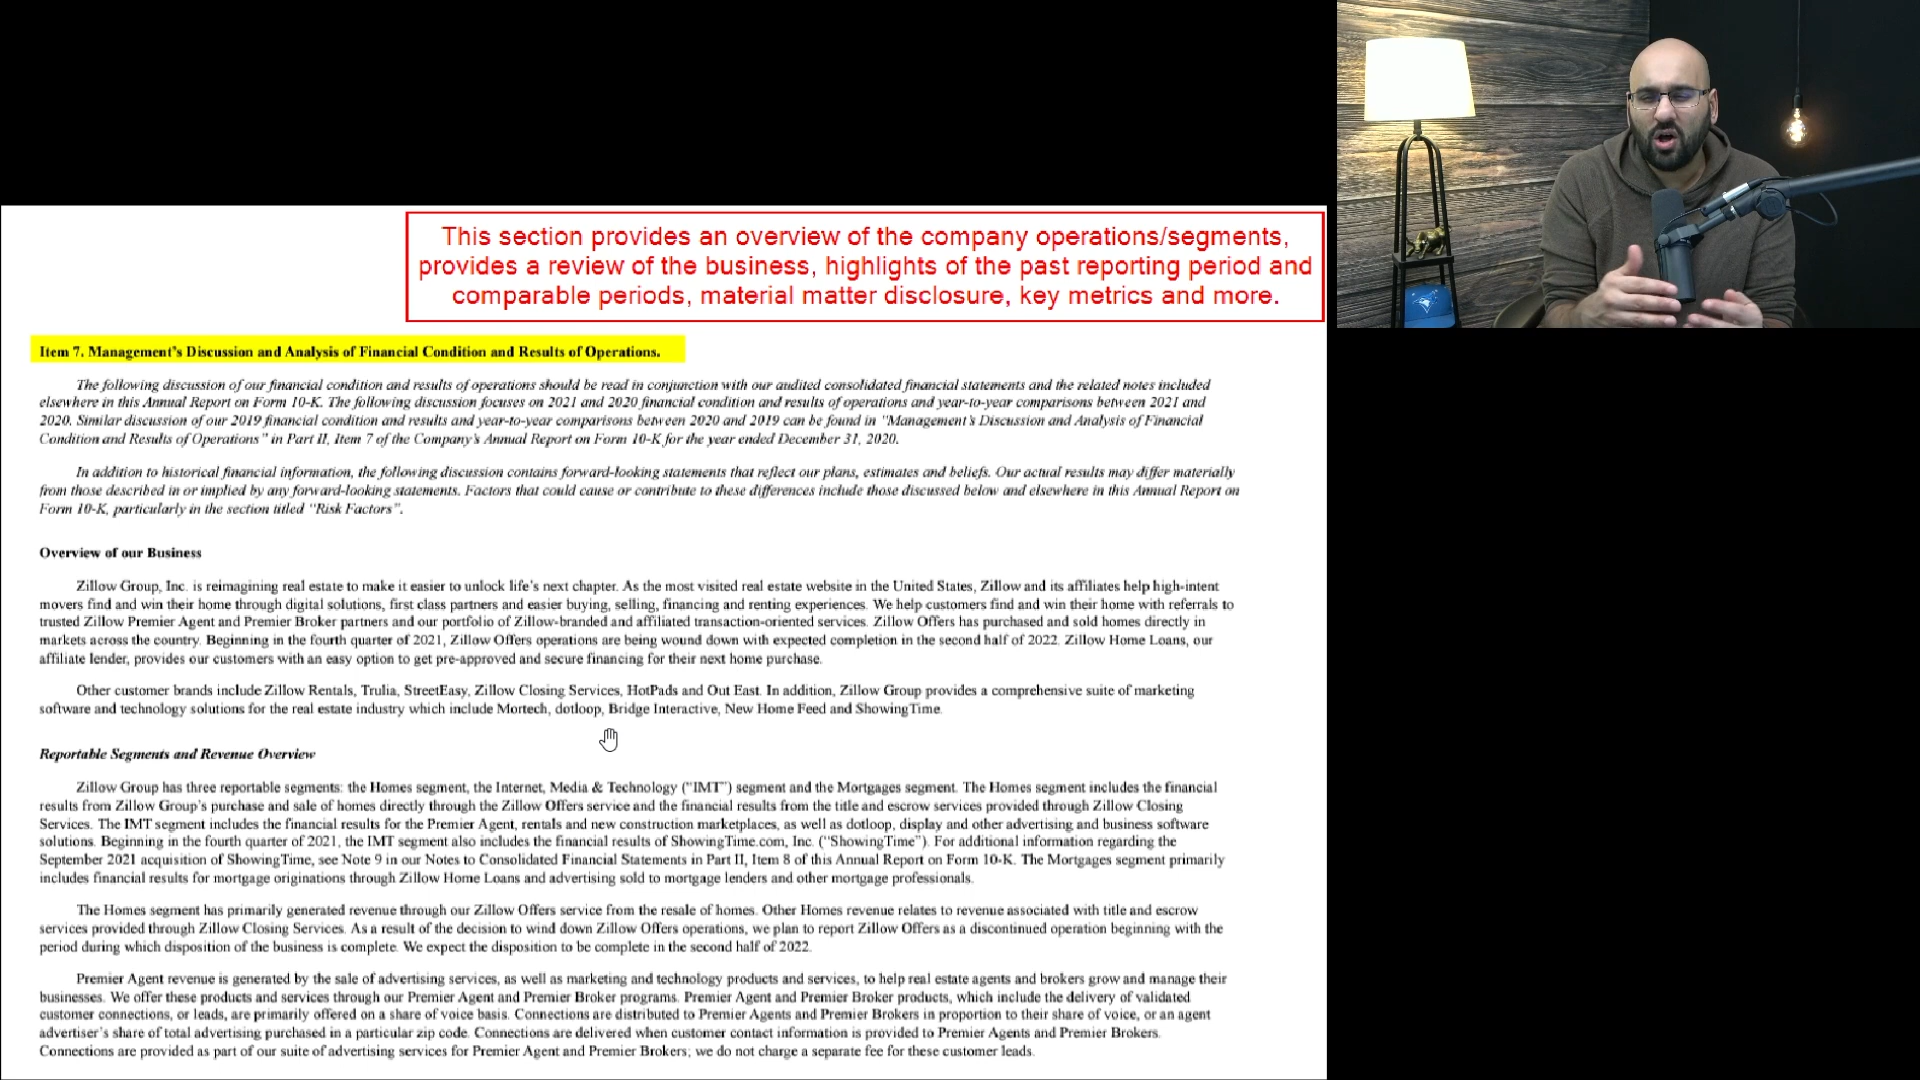 This section provides an overview of the company operations/segments,
provides a review of the business, highlights of the past reporting period and
comparable periods, material matter disclosure, key metrics and more.
Item 7. Management's Discussion and Analysis of Financial Condition and Results of Operations.
The following discussion of our financial condition and results of operations should be read in conjunction with our audited consolidated financial statements and the related notes included
elsewhere in this Annual Report on Form 10-K. The following discussion focuses on 2021 and 2020 financial condition and results of operations and year-to-year comparisons between 2021 and
2020. Similar discussion of our 2019 financial condition and results and year-to-year comparisons between 2020 and 2019 can be found in "Management's Discussion and Analysis of Financial
Condition and Results of Operations" in Part II, Item 7 of the Company's Annual Report on Form 10-K for the year ended December 31, 2020.
In addition to historical financial information, the following discussion contains forward-looking statements that reflect our plans, estimates and beliefs. Our actual results may differ materially
from those described in or implied by any forward-looking statements. Factors that could cause or contribute to these differences include those discussed below and elsewhere in this Annual Report on
Form 10-K, particularly in the section titled "Risk Factors".
Overview of our Business
Zillow Group, Inc. is reimagining real estate to make it easier to unlock life's next chapter. As the most visited real estate website in the United States, Zillow and its affiliates help high-intent
movers find and win their home through digital solutions, first class partners and easier buying, selling, financing and renting experiences. We help customers find and win their home with referrals to
trusted Zillow Premier Agent and Premier Broker partners and our portfolio of Zillow-branded and affiliated transaction-oriented services. Zillow Offers has purchased and sold homes directly in
markets across the country. Beginning in the fourth quarter of 2021, Zillow Offers operations are being wound down with expected completion in the second half of 2022. Zillow Home Loans, our
affiliate lender, provides our customers with an easy option to get pre-approved and secure financing for their next home purchase.
Other customer brands include Zillow Rentals, Trulia, StreetEasy, Zillow Closing Services, HotPads and Out East. In addition, Zillow Group provides a comprehensive suite of marketing
software and technology solutions for the real estate industry which include Mortech, dotloop, Bridge Interactive, New Home Feed and ShowingTime.
Reportable Segments and Revenue Overview
Zillow Group has three reportable segments: the Homes segment, the Internet, Media & Technology ("IMT") segment and the Mortgages segment. The Homes segment includes the financial
results from Zillow Group's purchase and sale of homes directly through the Zillow Offers service and the financial results from the title and escrow services provided through Zillow Closing
Services. The IMT segment includes the financial results for the Premier Agent, rentals and new construction marketplaces, as well as dotloop, display and other advertising and business software
solutions. Beginning in the fourth quarter of 2021, the IMT segment also includes the financial results of ShowingTime.com, Inc. ("ShowingTime"). For additional information regarding the
September 2021 acquisition of ShowingTime, see Note 9 in our Notes to Consolidated Financial Statements in Part II, Item 8 of this Annual Report on Form 10-K. The Mortgages segment primarily
includes financial results for mortgage originations through Zillow Home Loans and advertising sold to mortgage lenders and other mortgage professionals.
The Homes segment has primarily generated revenue through our Zillow Offers service from the resale of homes. Other Homes revenue relates to revenue associated with title and escrow
services provided through Zillow Closing Services. As a result of the decision to wind down Zillow Offers operations, we plan to report Zillow Offers as a discontinued operation beginning with the
period during which disposition of the business is complete. We expect the disposition to be complete in the second half of 2022.
Premier Agent revenue is generated by the sale of advertising services, as well as marketing and technology products and services, to help real estate agents and brokers grow and manage their
businesses. We offer these products and services through our Premier Agent and Premier Broker programs. Premier Agent and Premier Broker products, which include the delivery of validated
customer connections, or leads, are primarily offered on a share of voice basis. Connections are distributed to Premier Agents and Premier Brokers in proportion to their share of voice, or an agent
advertiser's share of total advertising purchased in a particular zip code. Connections are delivered when customer contact information is provided to Premier Agents and Premier Brokers.
Connections are provided as part of our suite of advertising services for Premier Agent and Premier Brokers; we do not charge a separate fee for these customer leads.